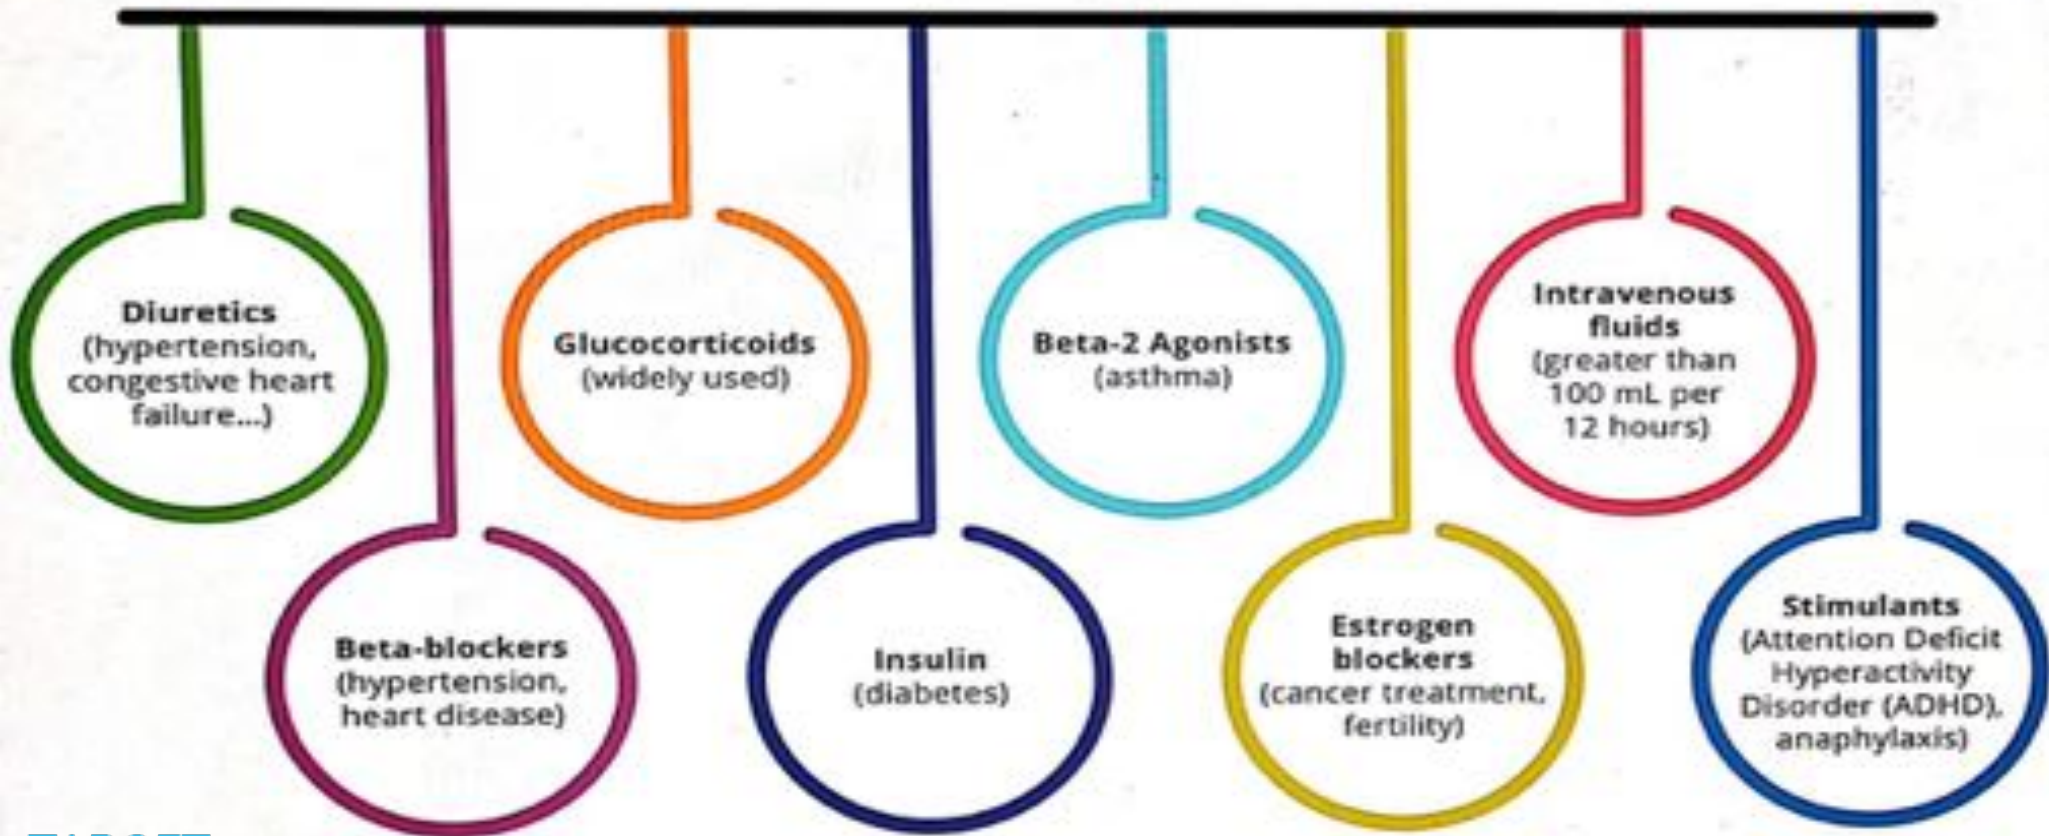 Diuretics
(hypertension,
congestive heart
failure...)
Beta-blockers
(hypertension,
heart disease)
Glucocorticoids
(widely used)
Insulin
(diabetes)
Beta-2 Agonists
(asthma)
Estrogen
blockers
(cancer treatment,
fertility)
Intravenous
fluids
(greater than
100 mL per
12 hours)
Stimulants
(Attention Deficit
Hyperactivity
Disorder (ADHD),
anaphylaxis)